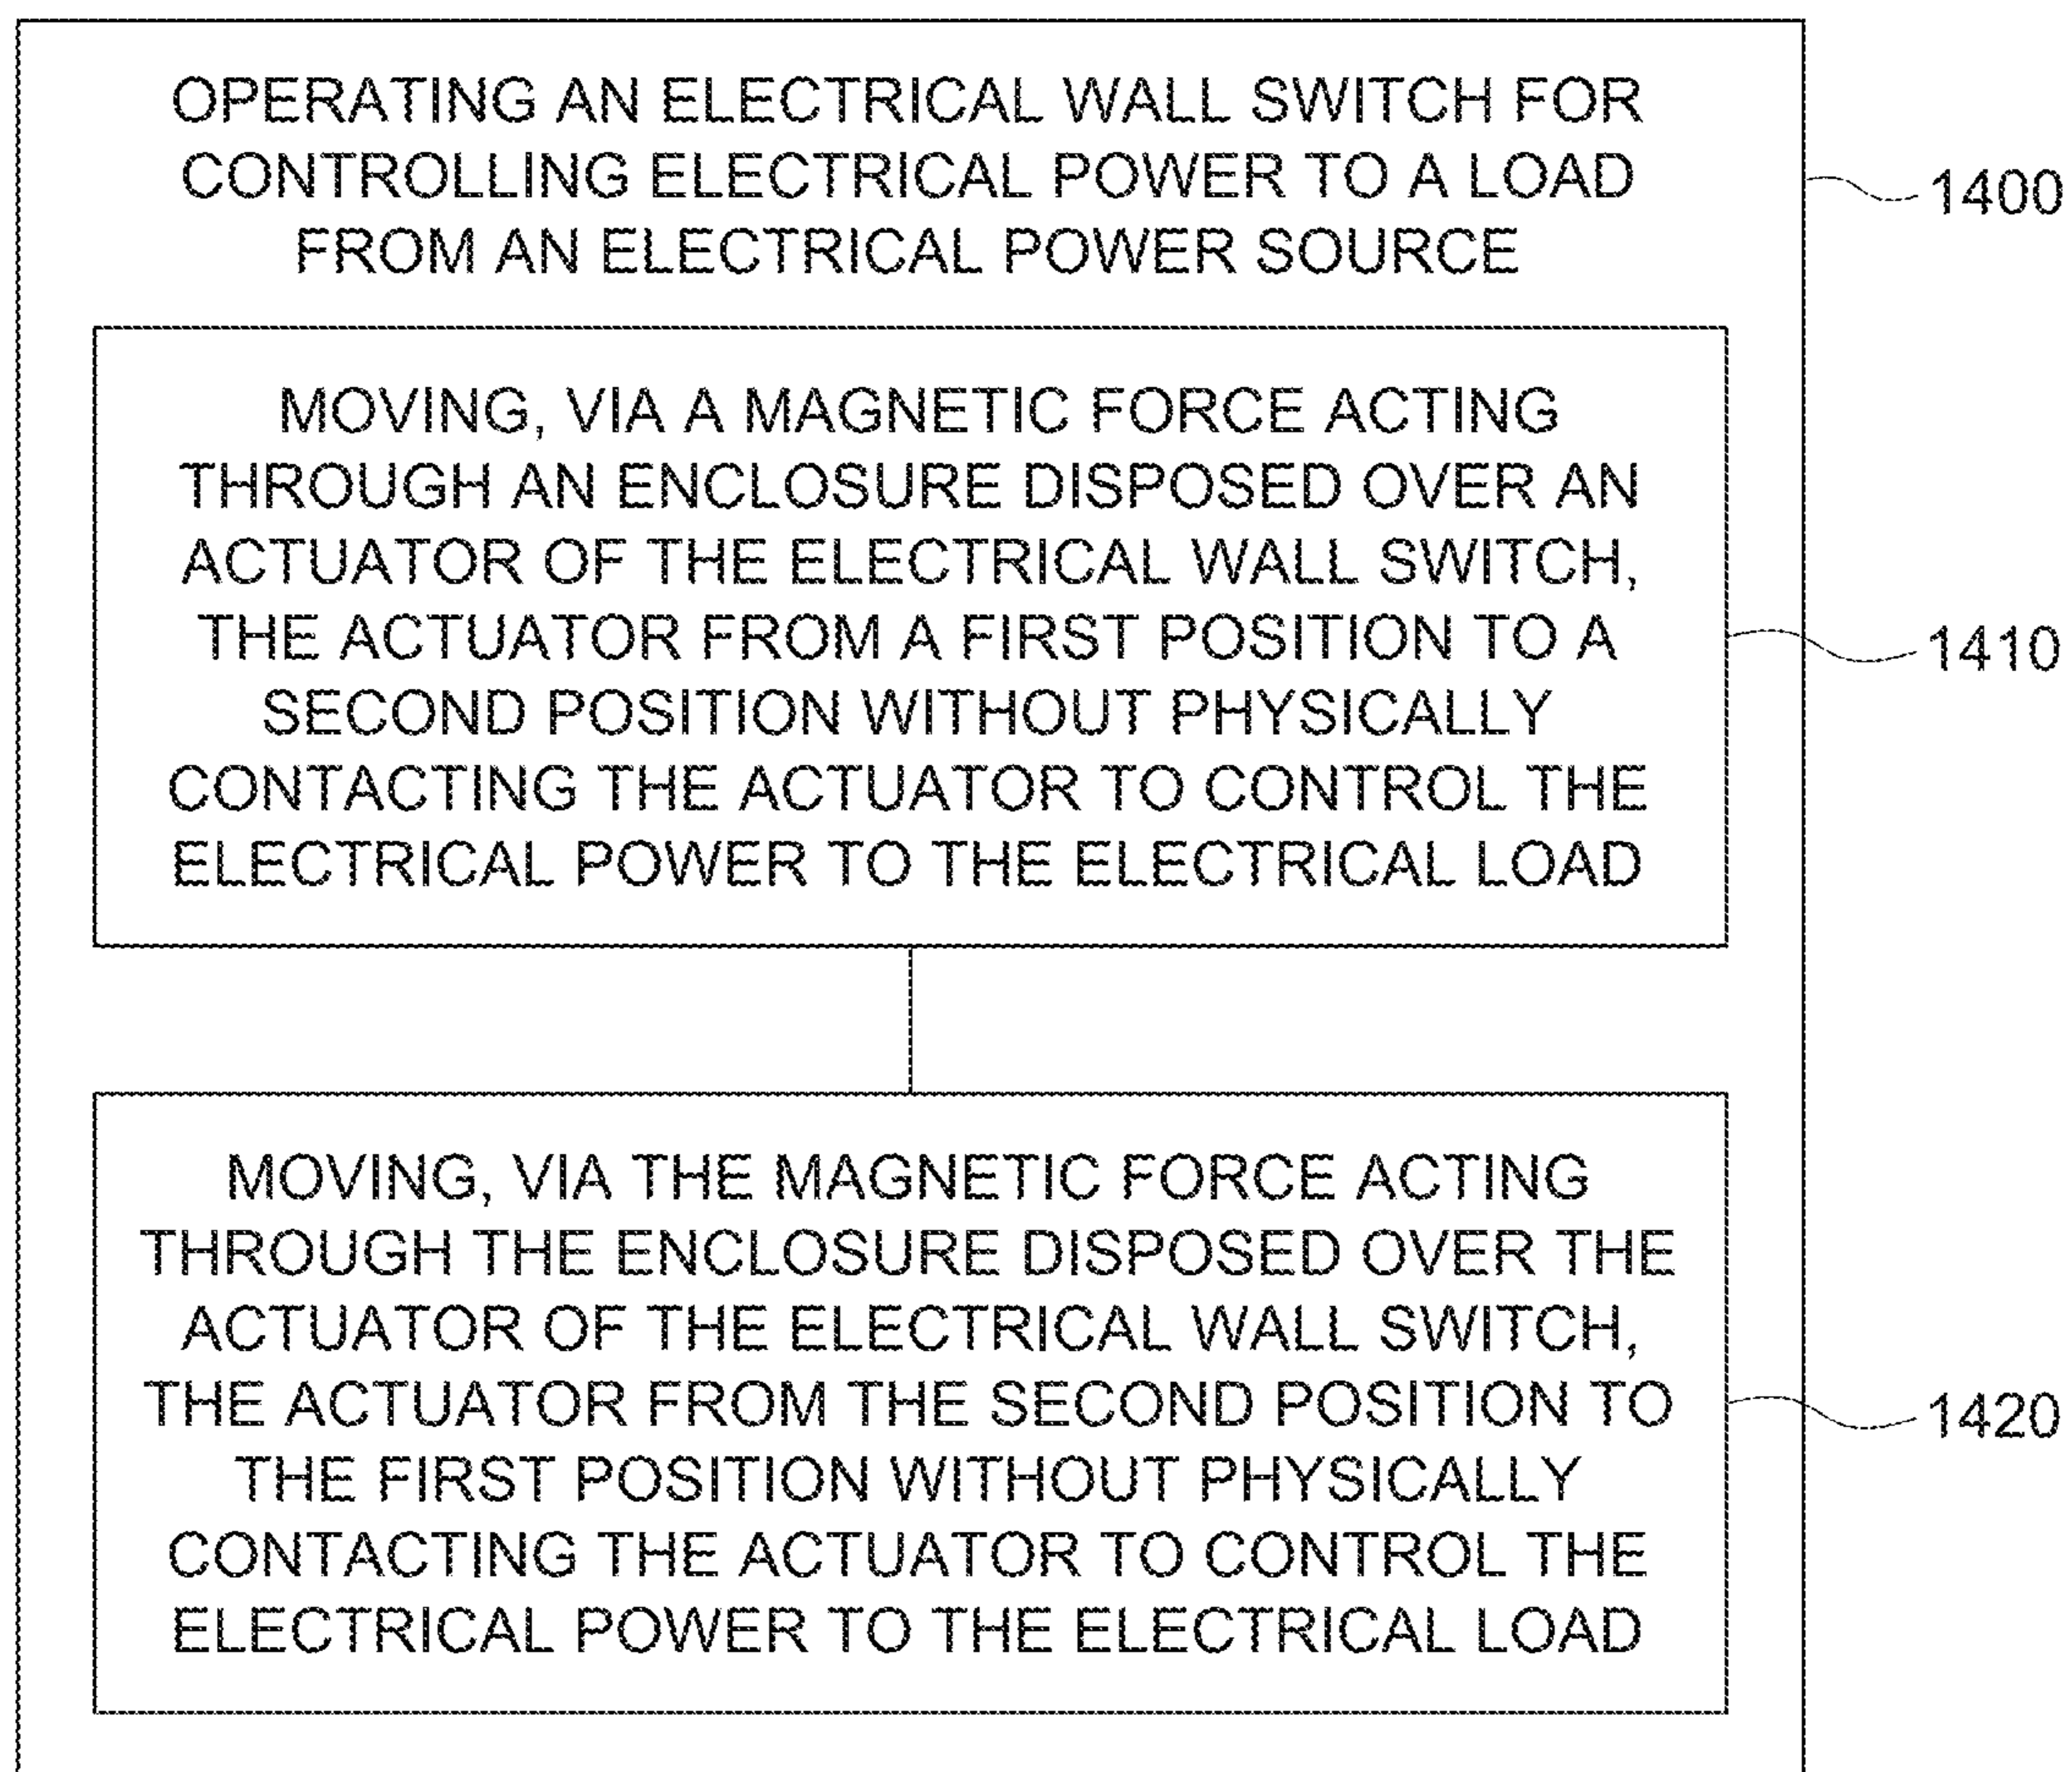 OPERATING AN ELECTRICAL WALL SWITCH FOR
CONTROLLING ELECTRICAL POWER TO A LOAD
FROM AN ELECTRICAL POWER SOURCE
1400
MOVING, VIA A MAGNETIC FORCE ACTING
THROUGH AN ENCLOSURE DISPOSED OVER AN
ACTUATOR OF THE ELECTRICAL WALL SWITCH,
THE ACTUATOR FROM A FIRST POSITION TO A
SECOND POSITION WITHOUT PHYSICALLY
CONTACTING THE ACTUATOR TO CONTROL THE
ELECTRICAL POWER TO THE ELECTRICAL LOAD
1410
MOVING, VIA THE MAGNETIC FORCE ACTING
THROUGH THE ENCLOSURE DISPOSED OVER THE
ACTUATOR OF THE ELECTRICAL WALL SWITCH,
THE ACTUATOR FROM THE SECOND POSITION TO
THE FIRST POSITION WITHOUT PHYSICALLY
CONTACTING THE ACTUATOR TO CONTROL THE
ELECTRICAL POWER TO THE ELECTRICAL LOAD
1420